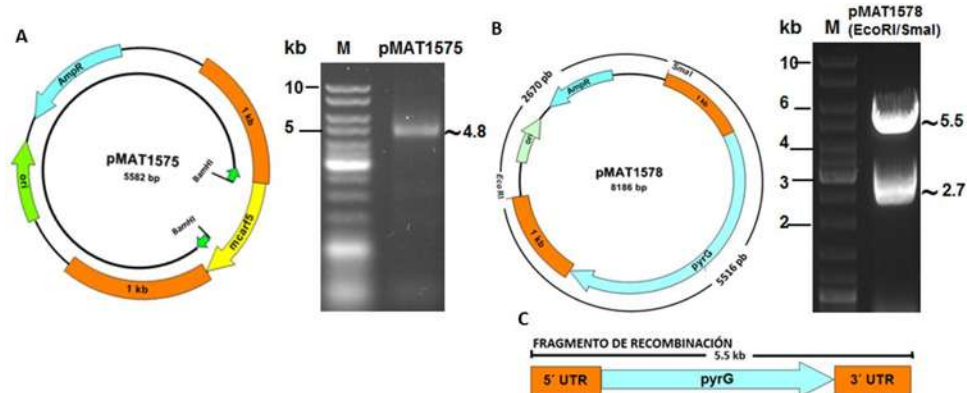 A
AmpR
1 kb
ori
pMAT1575
5582 bp
BamHI
BamHI
mcarf5
1 kb
kb M pMAT1575
10
5
~4.8
B
SmaI
2670 pb
AmpR
1 kb
ori
pMAT1578
8186 bp
EcoRI
1 kb
pyrG
5516 pb
kb M pMAT1578
(EcoRI/SmaI)
10
6
4
3
2
~5.5
~2.7
C
FRAGMENTO DE RECOMBINACIÓN
5.5 kb
5´ UTR pyrG 3´ UTR